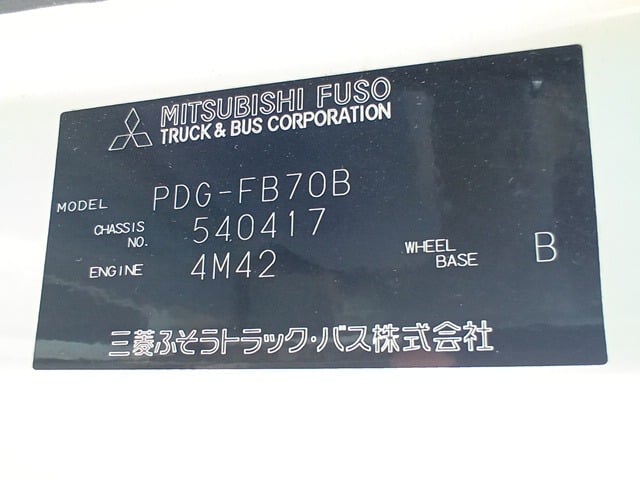 MITSUBISHI FUSO
TRUCK & BUS CORPORATION
MODEL PDG-FB70B
CHASSIS NO. 540417
ENGINE 4M42
WHEEL BASE B
三菱ふそうトラック・バス株式会社